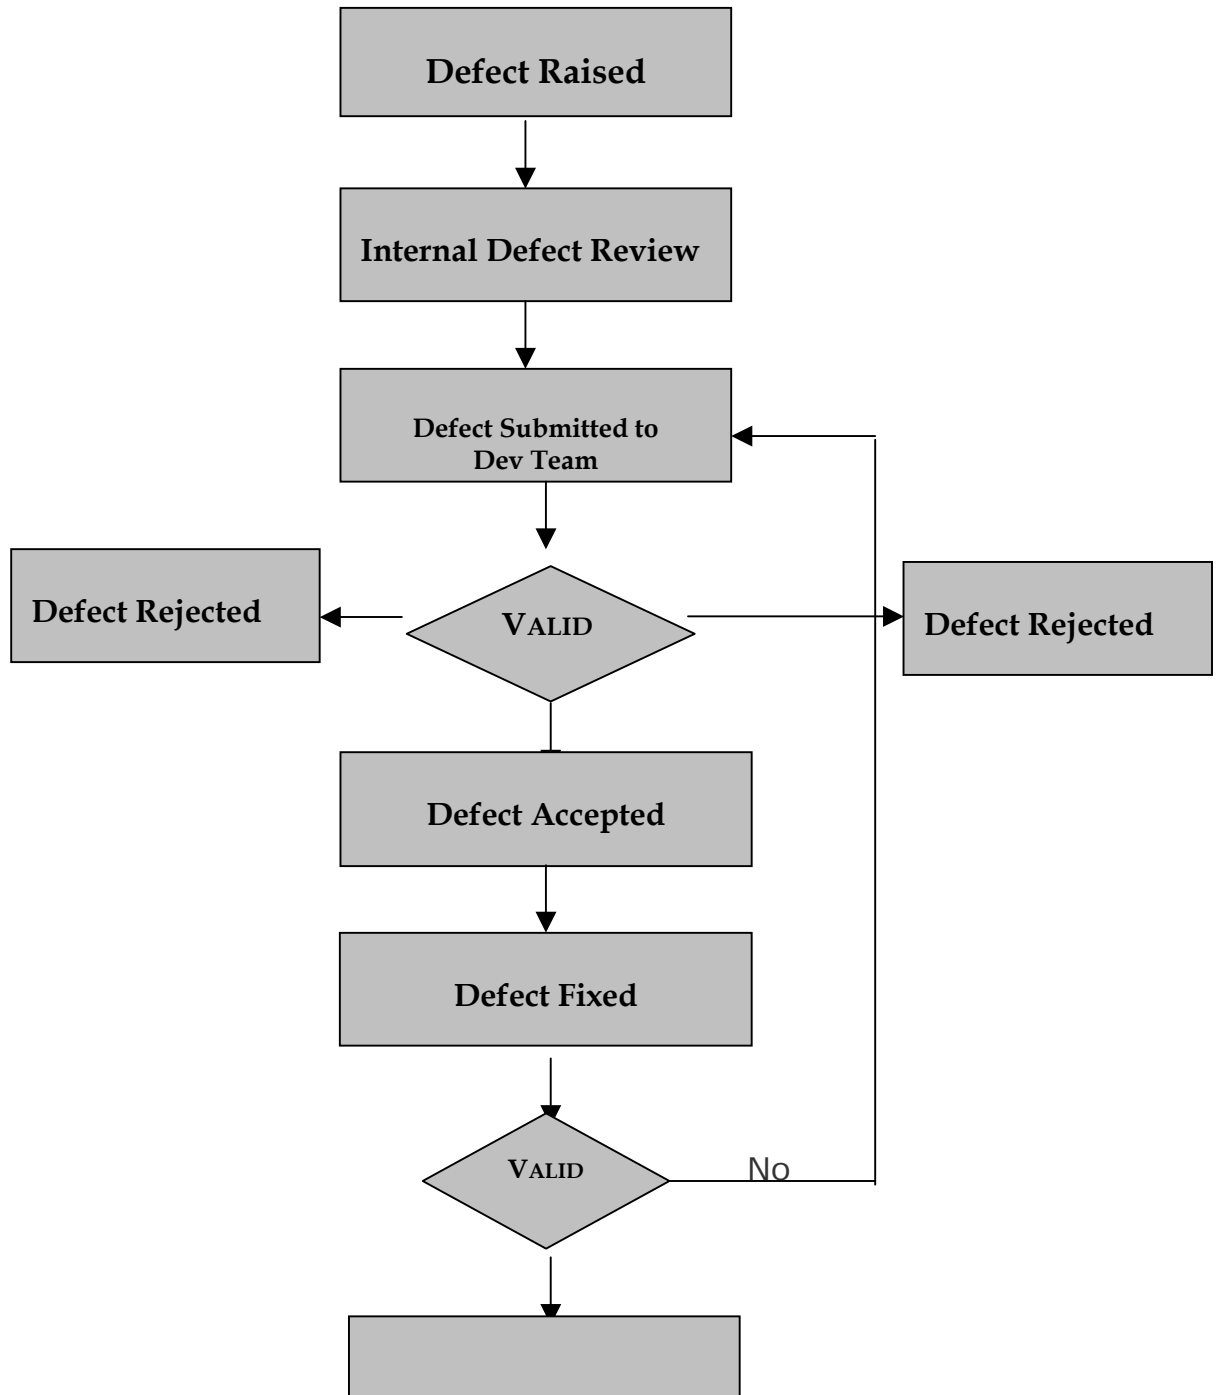 Defect Raised
Internal Defect Review
Defect Submitted to
Dev Team
Defect Rejected
VALID
Defect Rejected
Defect Accepted
Defect Fixed
VALID
No